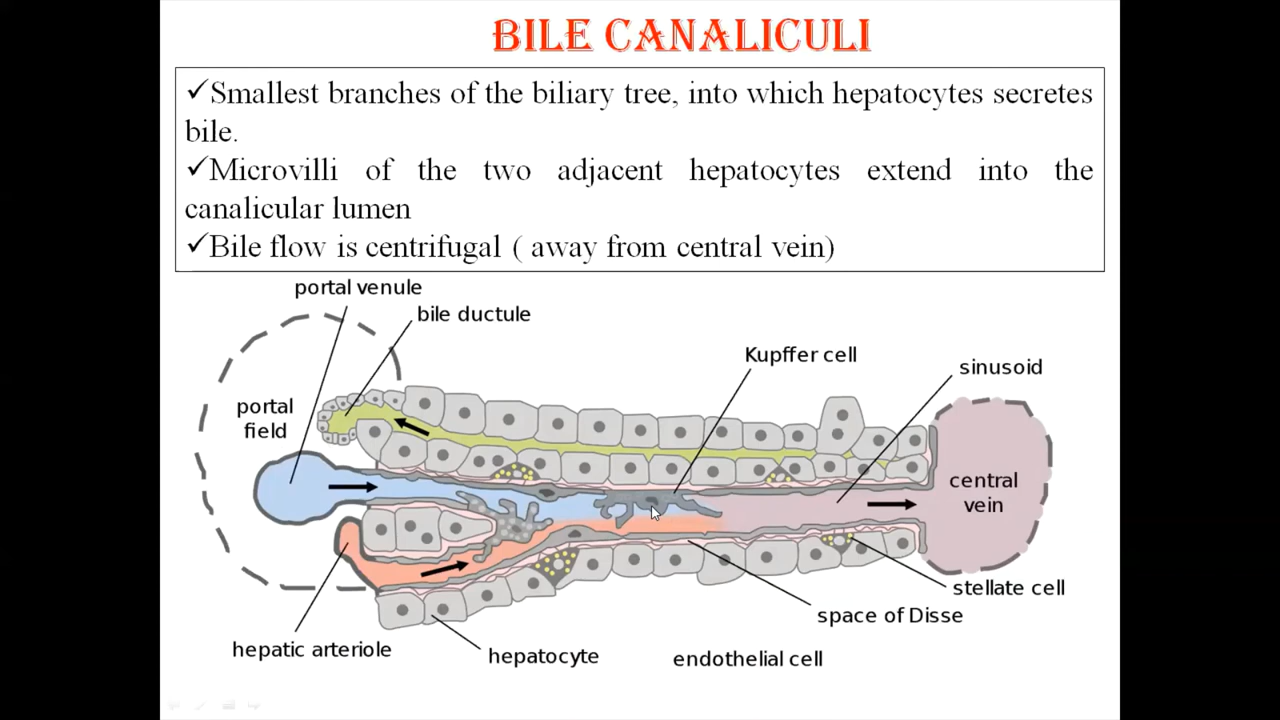 BILE CANALICULI
✓Smallest branches of the biliary tree, into which hepatocytes secretes
bile.
✓Microvilli of the two adjacent hepatocytes extend into the
canalicular lumen
✓Bile flow is centrifugal ( away from central vein)
portal venule
bile ductule
Kupffer cell
sinusoid
portal
field
central
vein
stellate cell
space of Disse
hepatic arteriole
hepatocyte
endothelial cell